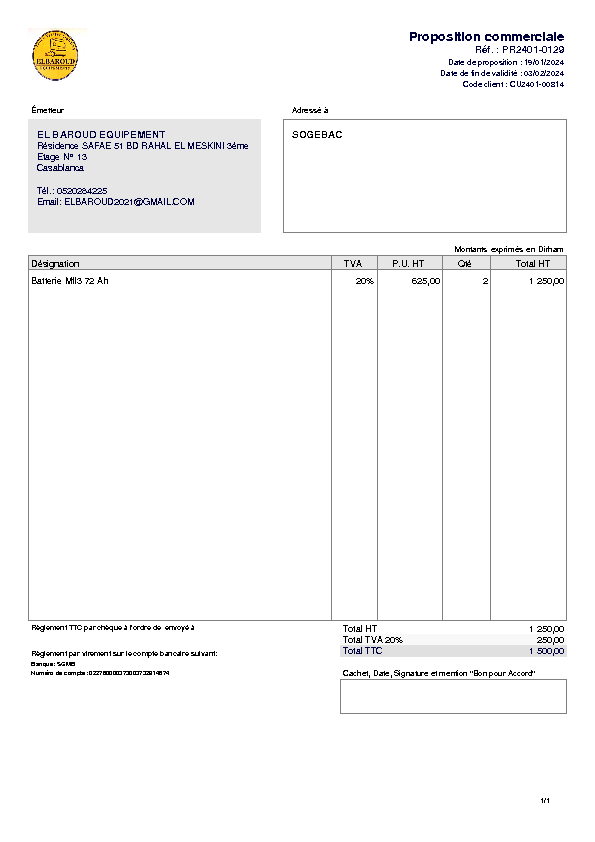 ELBAROUD
EQUIPEMENT
Proposition commerciale
Réf. : PR2401-0129
Date de proposition : 19/01/2024
Date de fin de validité : 03/02/2024
Code client : CU2401-00814
Émetteur
Adressé à
EL BAROUD EQUIPEMENT
Résidence SAFAE 51 BD RAHAL EL MESKINI 3éme
Etage N° 13
Casablanca
Tél.: 0520284225
Email: ELBAROUD2021@GMAIL.COM
SOGEBAC
Montants exprimés en Dirham
Désignation TVA P.U. HT Qté Total HT
Batterie Mfl3 72 Ah 20% 625,00 2 1 250,00
Règlement TTC par chèque à l'ordre de envoyé à
Total HT 1 250,00
Total TVA 20% 250,00
Total TTC 1 500,00
Règlement par virement sur le compte bancaire suivant:
Banque: SGMB
Numéro de compte:
Cachet, Date, Signature et mention "Bon pour Accord"
1/1